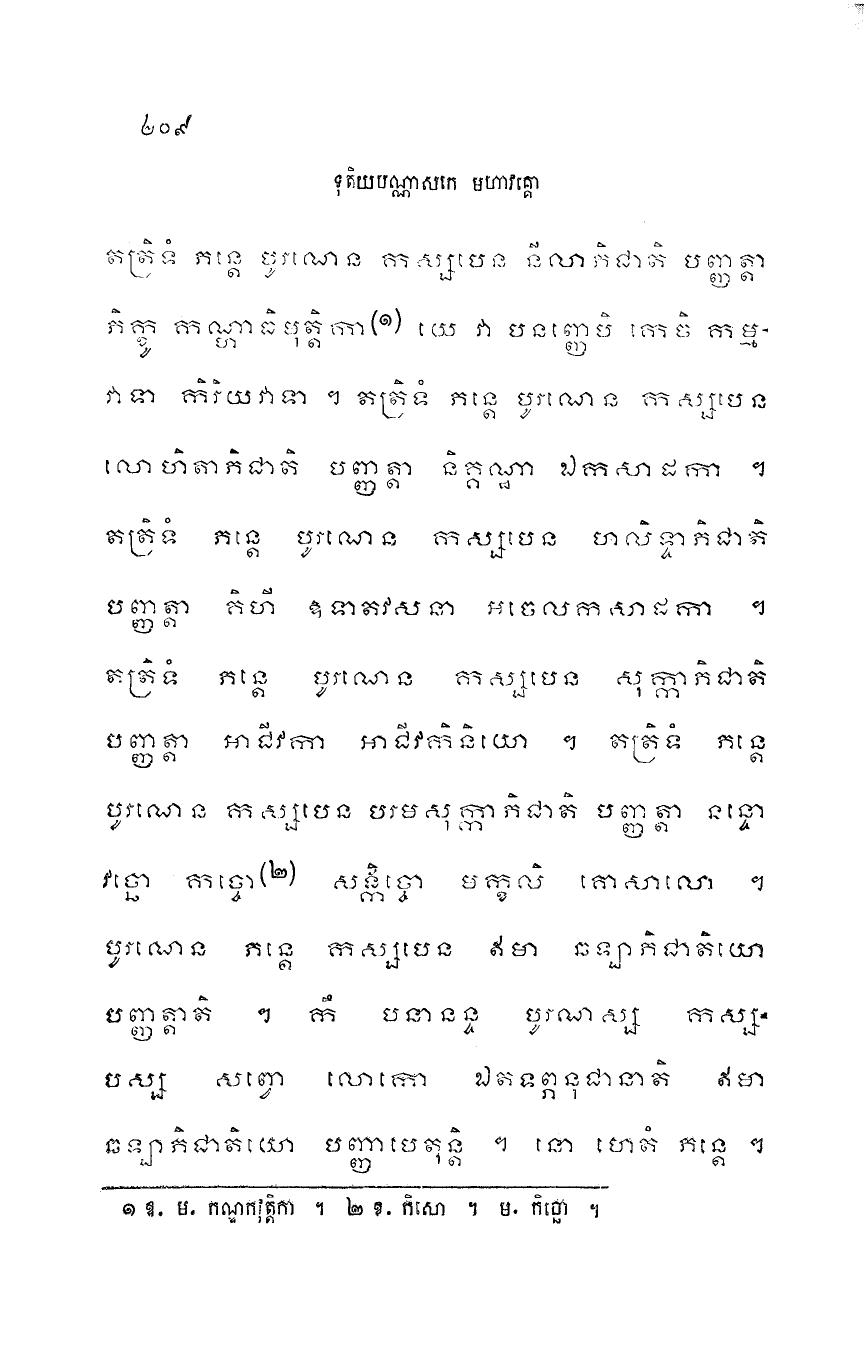 ២០៩
ទុតិយបណ្ណាសកេ មហាវគ្គោ
តត្រិទំ ភន្តេ បូរណេន កស្សបេន នីលាភិជាតិ បញ្ញត្តា
ភិក្ខូ កណ្ហាធិមុត្តិកា(១) យេ វា បនញ្ញេបិ កេចិ កម្ម-
វាទា កិរិយវាទា ។ តត្រិទំ ភន្តេ បូរណេន កស្សបេន
លោហិតាភិជាតិ បញ្ញត្តា និគ្គណ្ឋា ឯកសាដកា ។
តត្រិទំ ភន្តេ បូរណេន កស្សបេន ហលិទ្ទាភិជាតិ
បញ្ញត្តា គិហី ឱទាតវសនា អចេលកសាដកា ។
តត្រិទំ ភន្តេ បូរណេន កស្សបេន សុក្កាភិជាតិ
បញ្ញត្តា អាជីវកា អាជីវកិនិយោ ។ តត្រិទំ ភន្តេ
បូរណេន កស្សបេន បរមសុក្កាភិជាតិ បញ្ញត្តា នន្ទោ
វច្ឆោ កច្ចោ(២) សង្កិច្ចោ មក្ខលិ គោសាលោ ។
បូរណេន ភន្តេ កស្សបេន ឥមា ឆឡាភិជាតិយោ
បញ្ញត្តាតិ ។ កឹ បនានន្ទ បូរណស្ស កស្ស-
បស្ស សព្វោ លោកោ ឯតទព្ភនុជានាតិ ឥមា
ឆឡាភិជាតិយោ បញ្ញាបេតុន្តិ ។ នោ ហេតំ ភន្តេ ។
១ ឱ. ម. កណ្ដកវុត្តិកា ។ ២ ឱ. កិសោ ។ ម. កិច្ឆោ ។